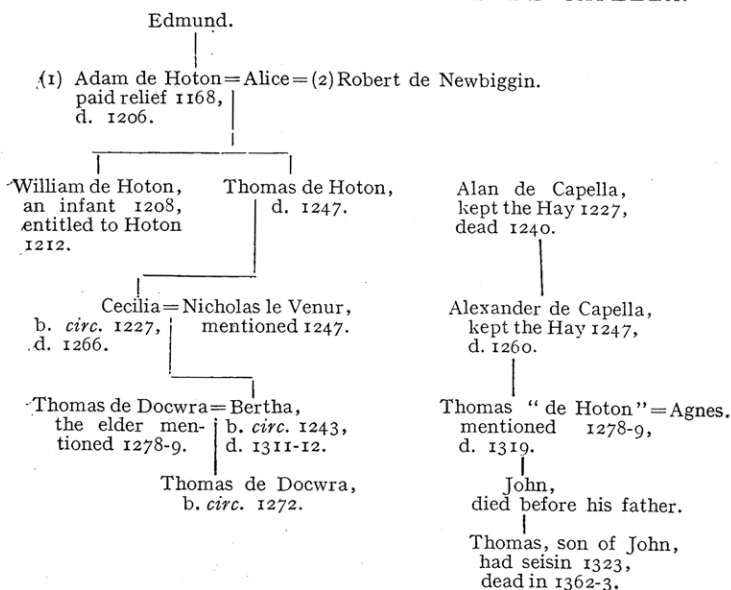 Edmund.
(1) Adam de Hoton=Alice=(2) Robert de Newbiggin.
paid relief 1168,
d. 1206.
William de Hoton,
an infant 1208,
entitled to Hoton
1212.
Thomas de Hoton,
d. 1247.
Alan de Capella,
kept the Hay 1227,
dead 1240.
Cecilia=Nicholas le Venur,
b. circ. 1227,
d. 1266.
mentioned 1247.
Alexander de Capella,
kept the Hay 1247,
d. 1260.
Thomas de Docwra=Bertha,
the elder men-
tioned 1278-9.
b. circ. 1243,
d. 1311-12.
Thomas "de Hoton"=Agnes.
mentioned 1278-9,
d. 1319.
Thomas de Docwra,
b. circ. 1272.
John,
died before his father.
Thomas, son of John,
had seisin 1323,
dead in 1362-3.